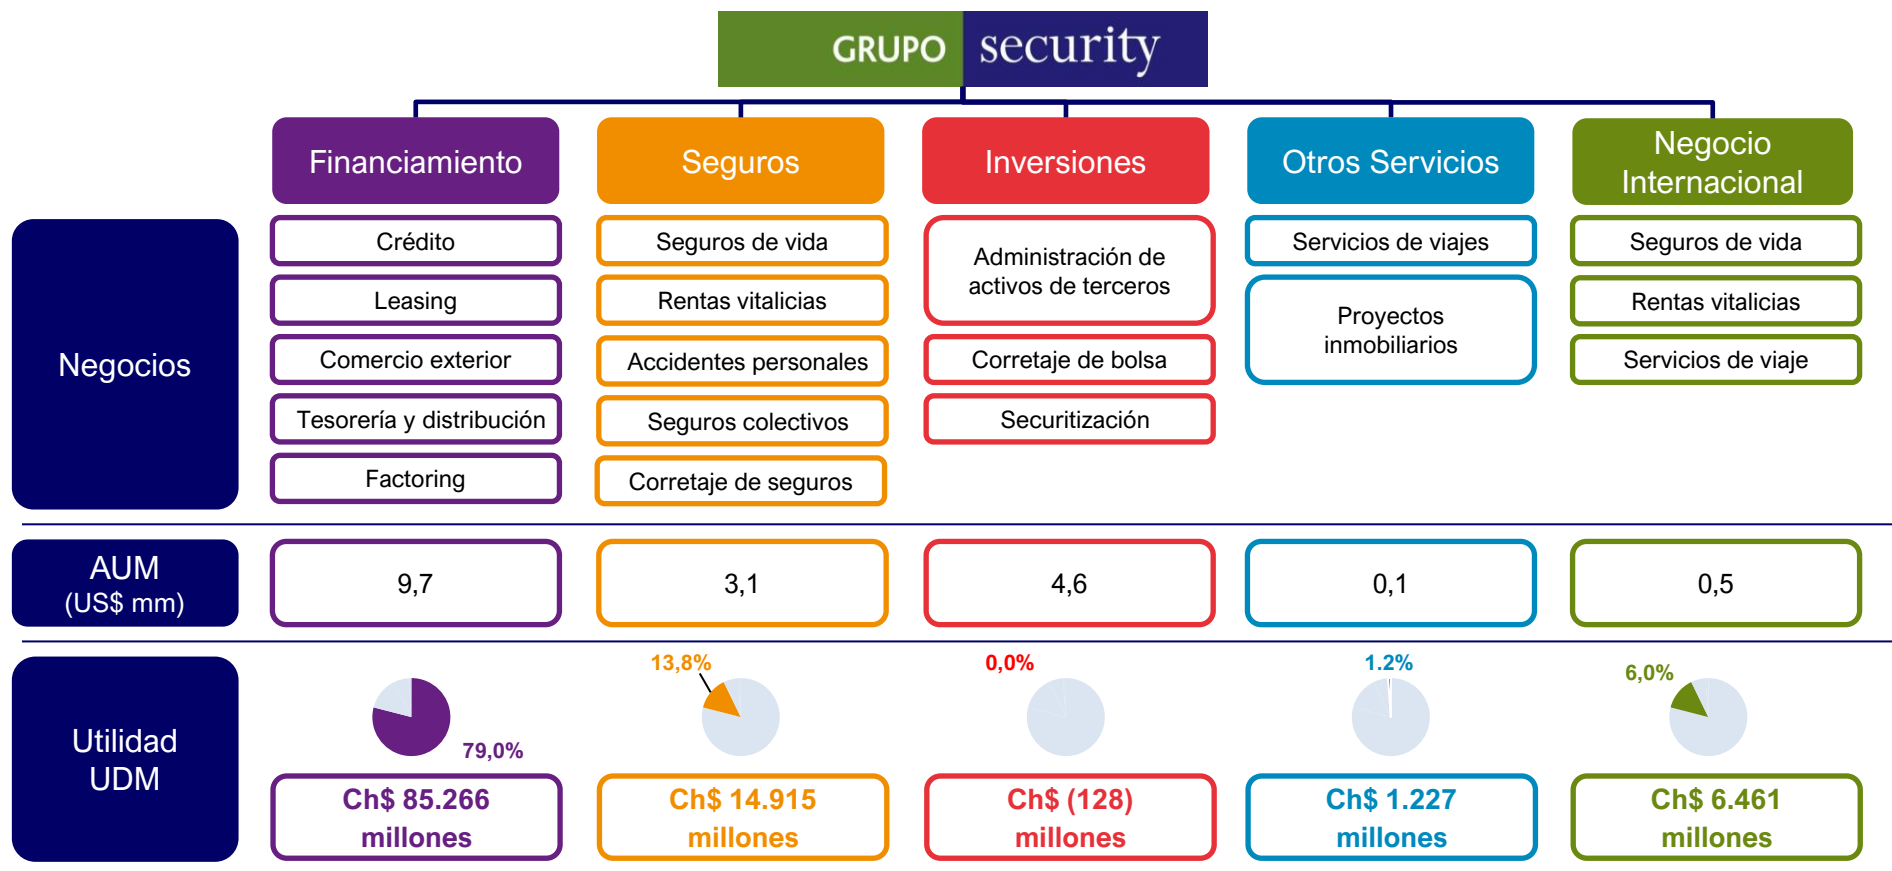 GRUPO security
Financiamiento
Seguros
Inversiones
Otros Servicios
Negocio
Internacional
Negocios
Crédito
Leasing
Comercio exterior
Tesorería y distribución
Factoring
Seguros de vida
Rentas vitalicias
Accidentes personales
Seguros colectivos
Corretaje de seguros
Administración de
activos de terceros
Corretaje de bolsa
Securitización
Servicios de viajes
Proyectos
inmobiliarios
Seguros de vida
Rentas vitalicias
Servicios de viaje
AUM
(US$ mm)
9,7
3,1
4,6
0,1
0,5
Utilidad
UDM
79,0%
13,8%
0,0%
1.2%
6,0%
Ch$ 85.266
millones
Ch$ 14.915
millones
Ch$ (128)
millones
Ch$ 1.227
millones
Ch$ 6.461
millones